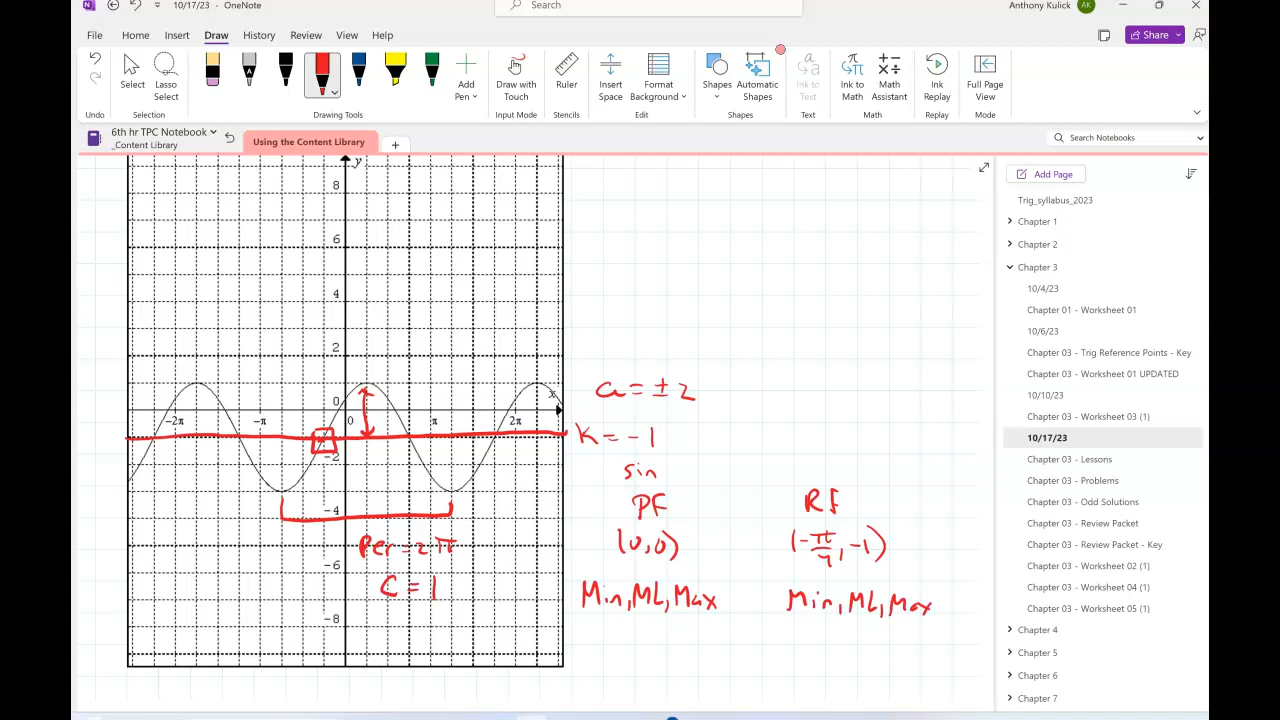 10/17/23 - OneNote
Search
Anthony Kulick
AK
File Home Insert Draw History Review View Help
Share
Undo
Select
Lasso Select
Add Pen
Draw with Touch
Ruler
Insert Space
Format Background
Shapes
Automatic Shapes
Ink to Text
Ink to Math
Math Assistant
Ink Replay
Full Page View
Undo
Selection
Drawing Tools
Input Mode
Stencils
Edit
Shapes
Text
Math
Replay
Mode
6th hr TPC Notebook
_Content Library
Using the Content Library
Search Notebooks
y
8
6
4
2
0
x
-2π -π 0 π 2π
-2
-4
-6
-8
a = ± 2
K = -1
sin
PF
RF
(0,0)
(-π/4, -1)
Min, ML, Max
Min, ML, Max
Per = 2π
C = 1
Add Page
Trig_syllabus_2023
Chapter 1
Chapter 2
Chapter 3
10/4/23
Chapter 01 - Worksheet 01
10/6/23
Chapter 03 - Trig Reference Points - Key
Chapter 03 - Worksheet 01 UPDATED
10/10/23
Chapter 03 - Worksheet 03 (1)
10/17/23
Chapter 03 - Lessons
Chapter 03 - Problems
Chapter 03 - Odd Solutions
Chapter 03 - Review Packet
Chapter 03 - Review Packet - Key
Chapter 03 - Worksheet 02 (1)
Chapter 03 - Worksheet 04 (1)
Chapter 03 - Worksheet 05 (1)
Chapter 4
Chapter 5
Chapter 6
Chapter 7